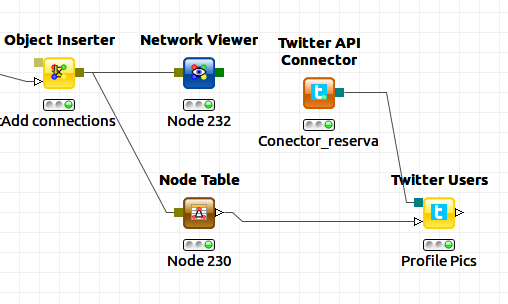 Object Inserter
Network Viewer
Twitter API
Connector
Add connections
Node 232
Conector_reserva
Node Table
Twitter Users
Node 230
Profile Pics